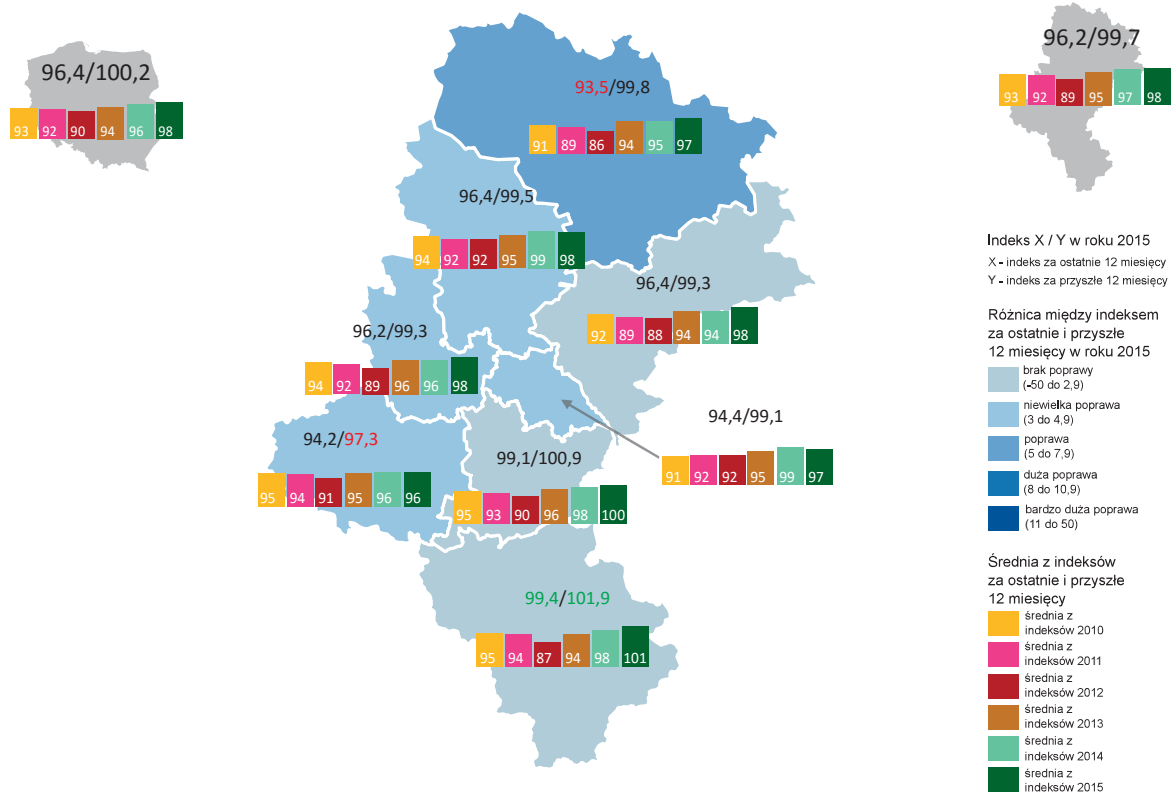 96,4/100,2
93 92 90 94 96 98
93,5/99,8
91 89 86 94 95 97
96,2/99,7
93 92 89 95 97 98
96,4/99,5
94 92 92 95 99 98
96,4/99,3
92 89 88 94 94 98
96,2/99,3
94 92 89 96 96 98
94,4/99,1
91 92 92 95 99 97
94,2/97,3
95 94 91 95 96 96
99,1/100,9
95 93 90 96 98 100
99,4/101,9
95 94 87 94 98 101
Indeks X / Y w roku 2015
X - indeks za ostatnie 12 miesięcy
Y - indeks za przyszłe 12 miesięcy
Różnica między indeksem
za ostatnie i przyszłe
12 miesięcy w roku 2015
brak poprawy
(-50 do 2,9)
niewielka poprawa
(3 do 4,9)
poprawa
(5 do 7,9)
duża poprawa
(8 do 10,9)
bardzo duża poprawa
(11 do 50)
Średnia z indeksów
za ostatnie i przyszłe
12 miesięcy
średnia z
indeksów 2010
średnia z
indeksów 2011
średnia z
indeksów 2012
średnia z
indeksów 2013
średnia z
indeksów 2014
średnia z
indeksów 2015